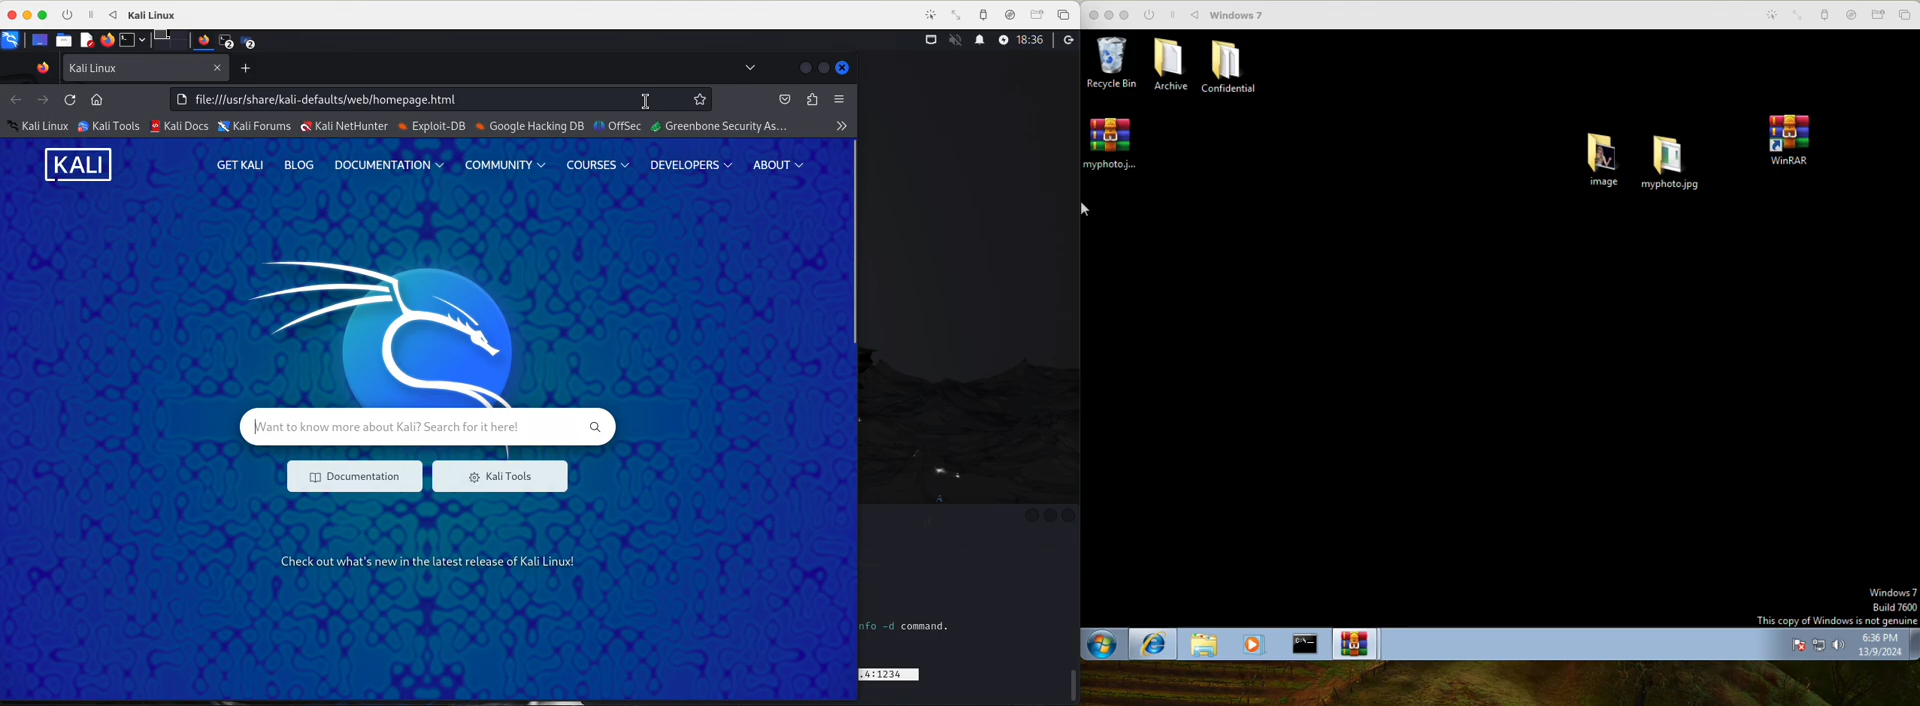 Kali Linux
18:36
2
2
Kali Linux
file:///usr/share/kali-defaults/web/homepage.html
Kali Linux Kali Tools Kali Docs Kali Forums Kali NetHunter Exploit-DB Google Hacking DB OffSec Greenbone Security As...
KALI GET KALI BLOG DOCUMENTATION COMMUNITY COURSES DEVELOPERS ABOUT
Want to know more about Kali? Search for it here!
Documentation Kali Tools
Check out what's new in the latest release of Kali Linux!
nfo -d command.
.4:1234
Windows 7
Recycle Bin
Archive
Confidential
myphoto.j...
image
myphoto.jpg
WinRAR
Windows 7
Build 7600
This copy of Windows is not genuine
6:36 PM
13/9/2024